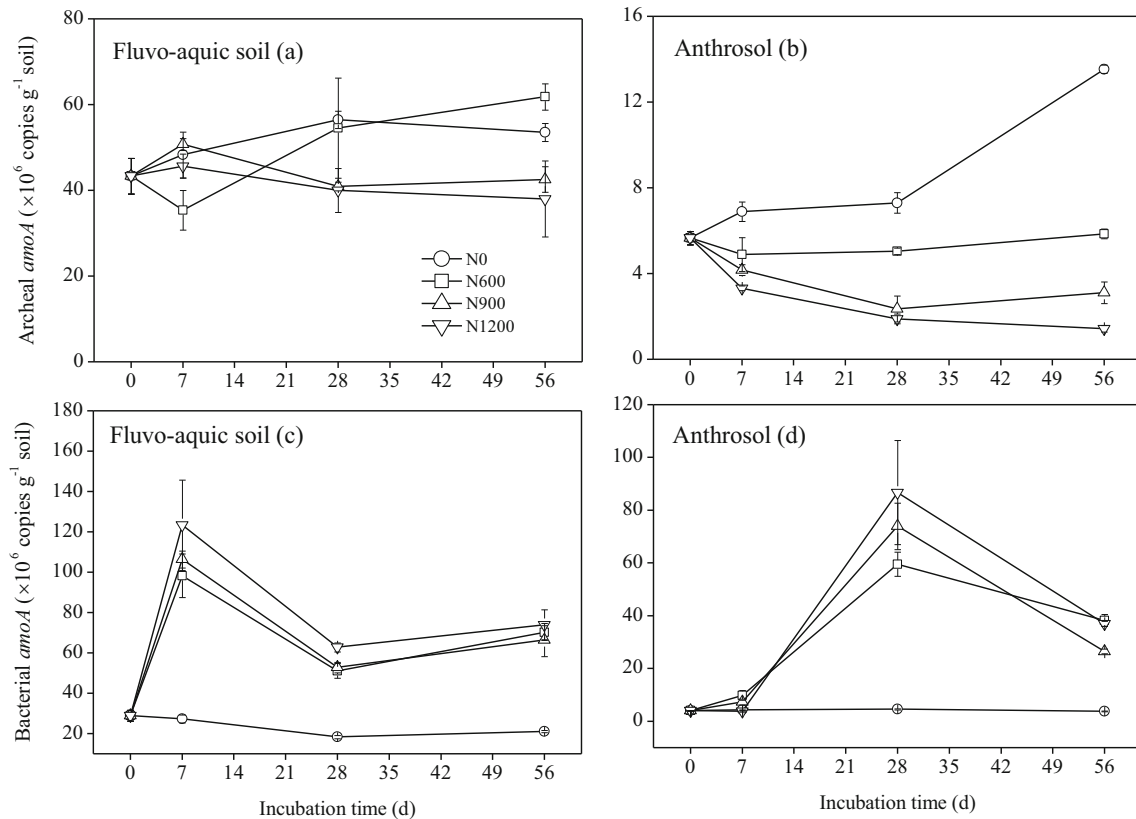 Fluvo-aquic soil (a)
Archeal amoA (×10⁶ copies g⁻¹ soil)
80
60
40
20
0
0 7 14 21 28 35 42 49 56
N0
N600
N900
N1200
Anthrosol (b)
16
12
8
4
0
0 7 14 21 28 35 42 49 56
Fluvo-aquic soil (c)
Bacterial amoA (×10⁶ copies g⁻¹ soil)
180
160
140
120
100
80
60
40
20
0 7 14 21 28 35 42 49 56
Incubation time (d)
Anthrosol (d)
120
100
80
60
40
20
0
0 7 14 21 28 35 42 49 56
Incubation time (d)